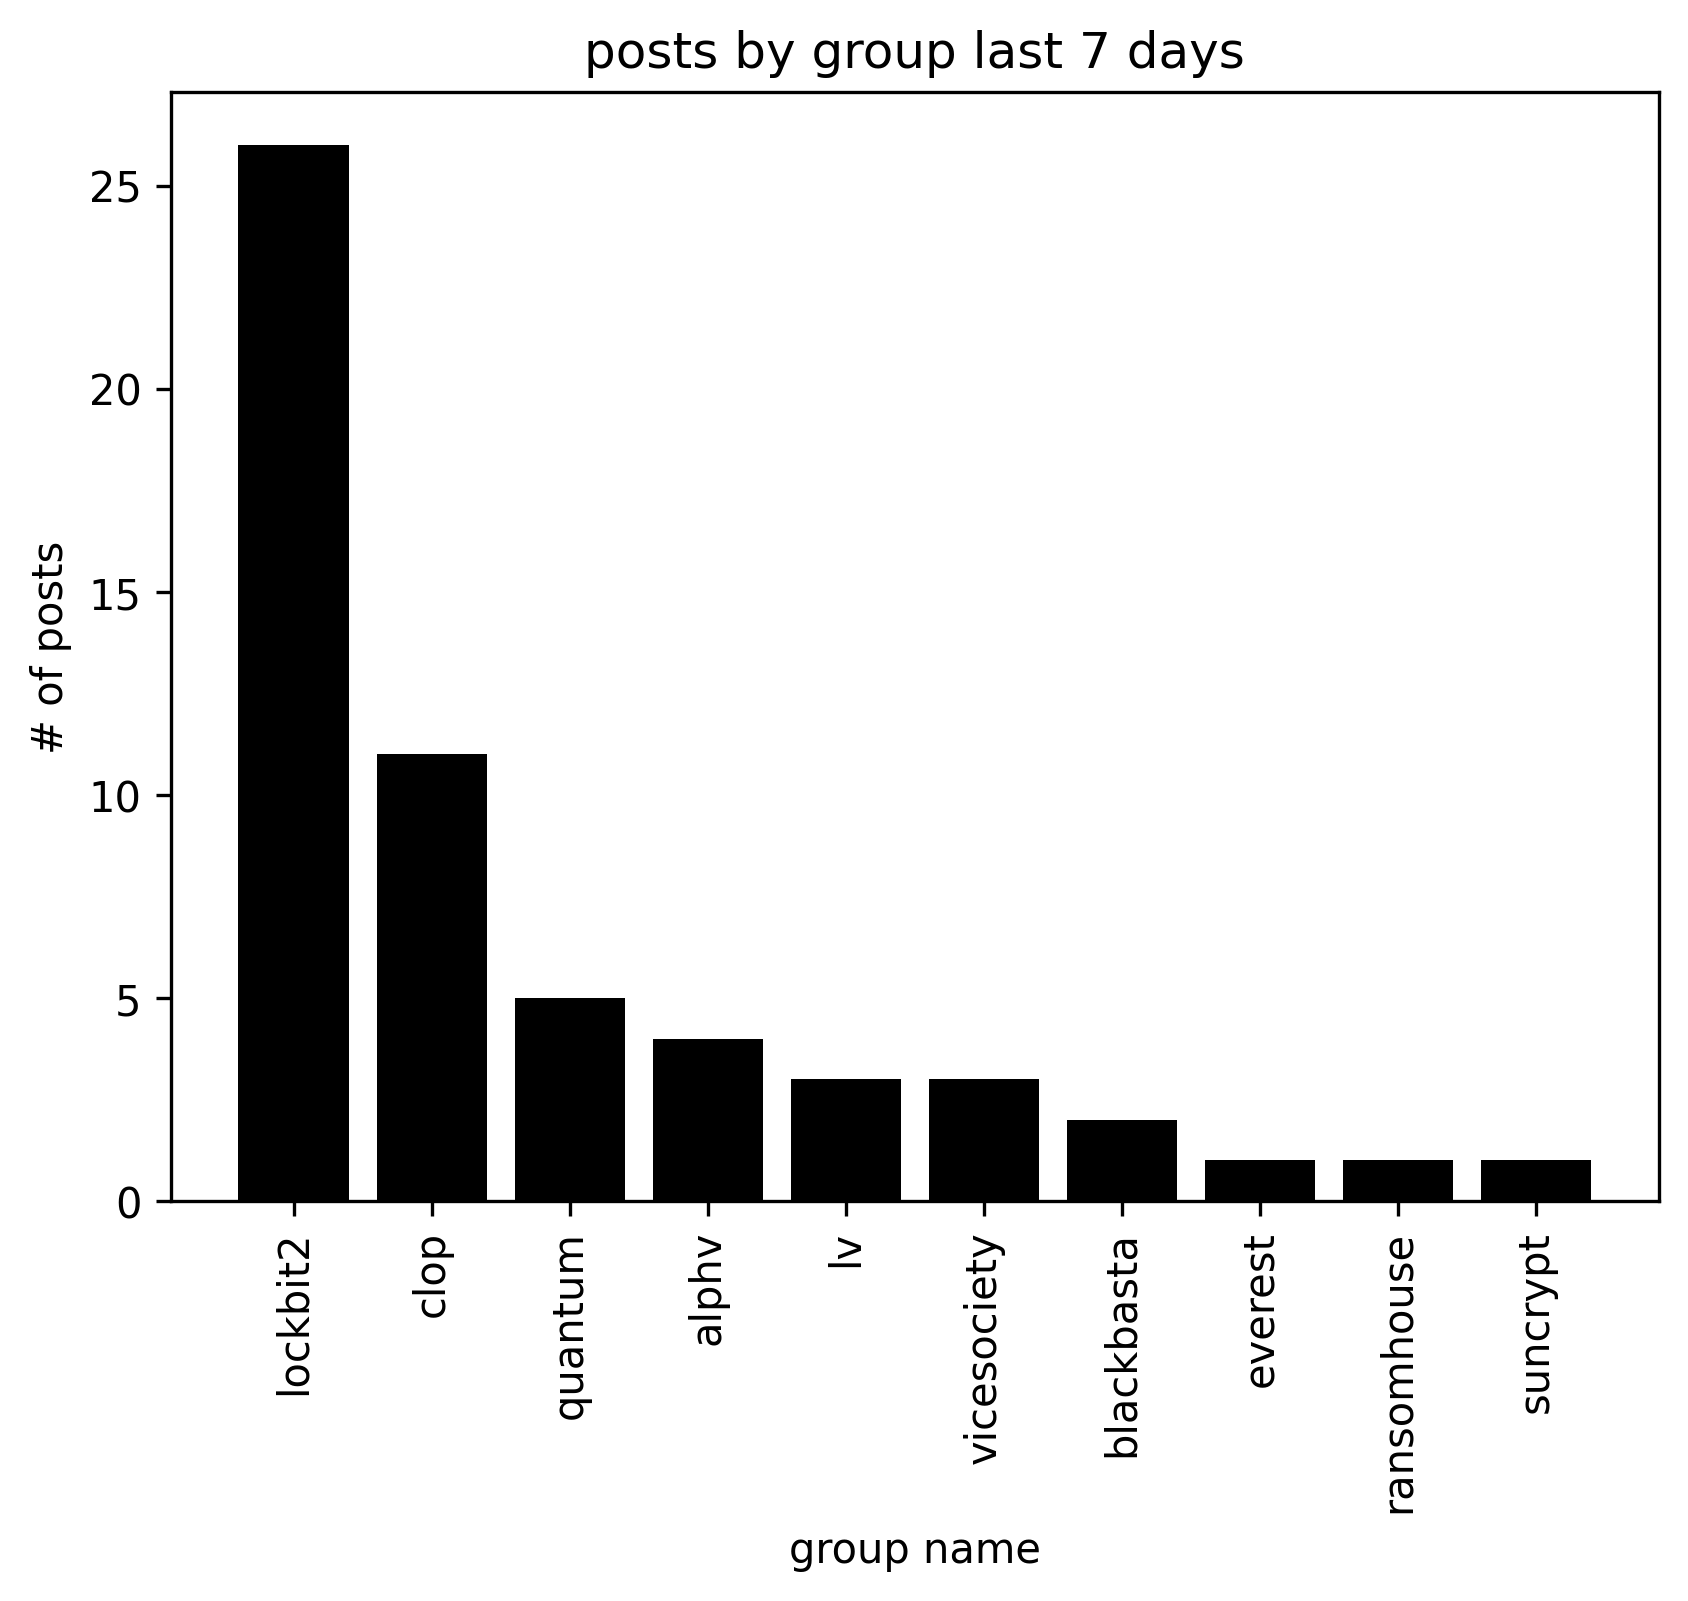 posts by group last 7 days
# of posts
25
20
15
10
5
0
lockbit2
clop
quantum
alphv
lv
vicesociety
blackbasta
everest
ransomhouse
suncrypt
group name